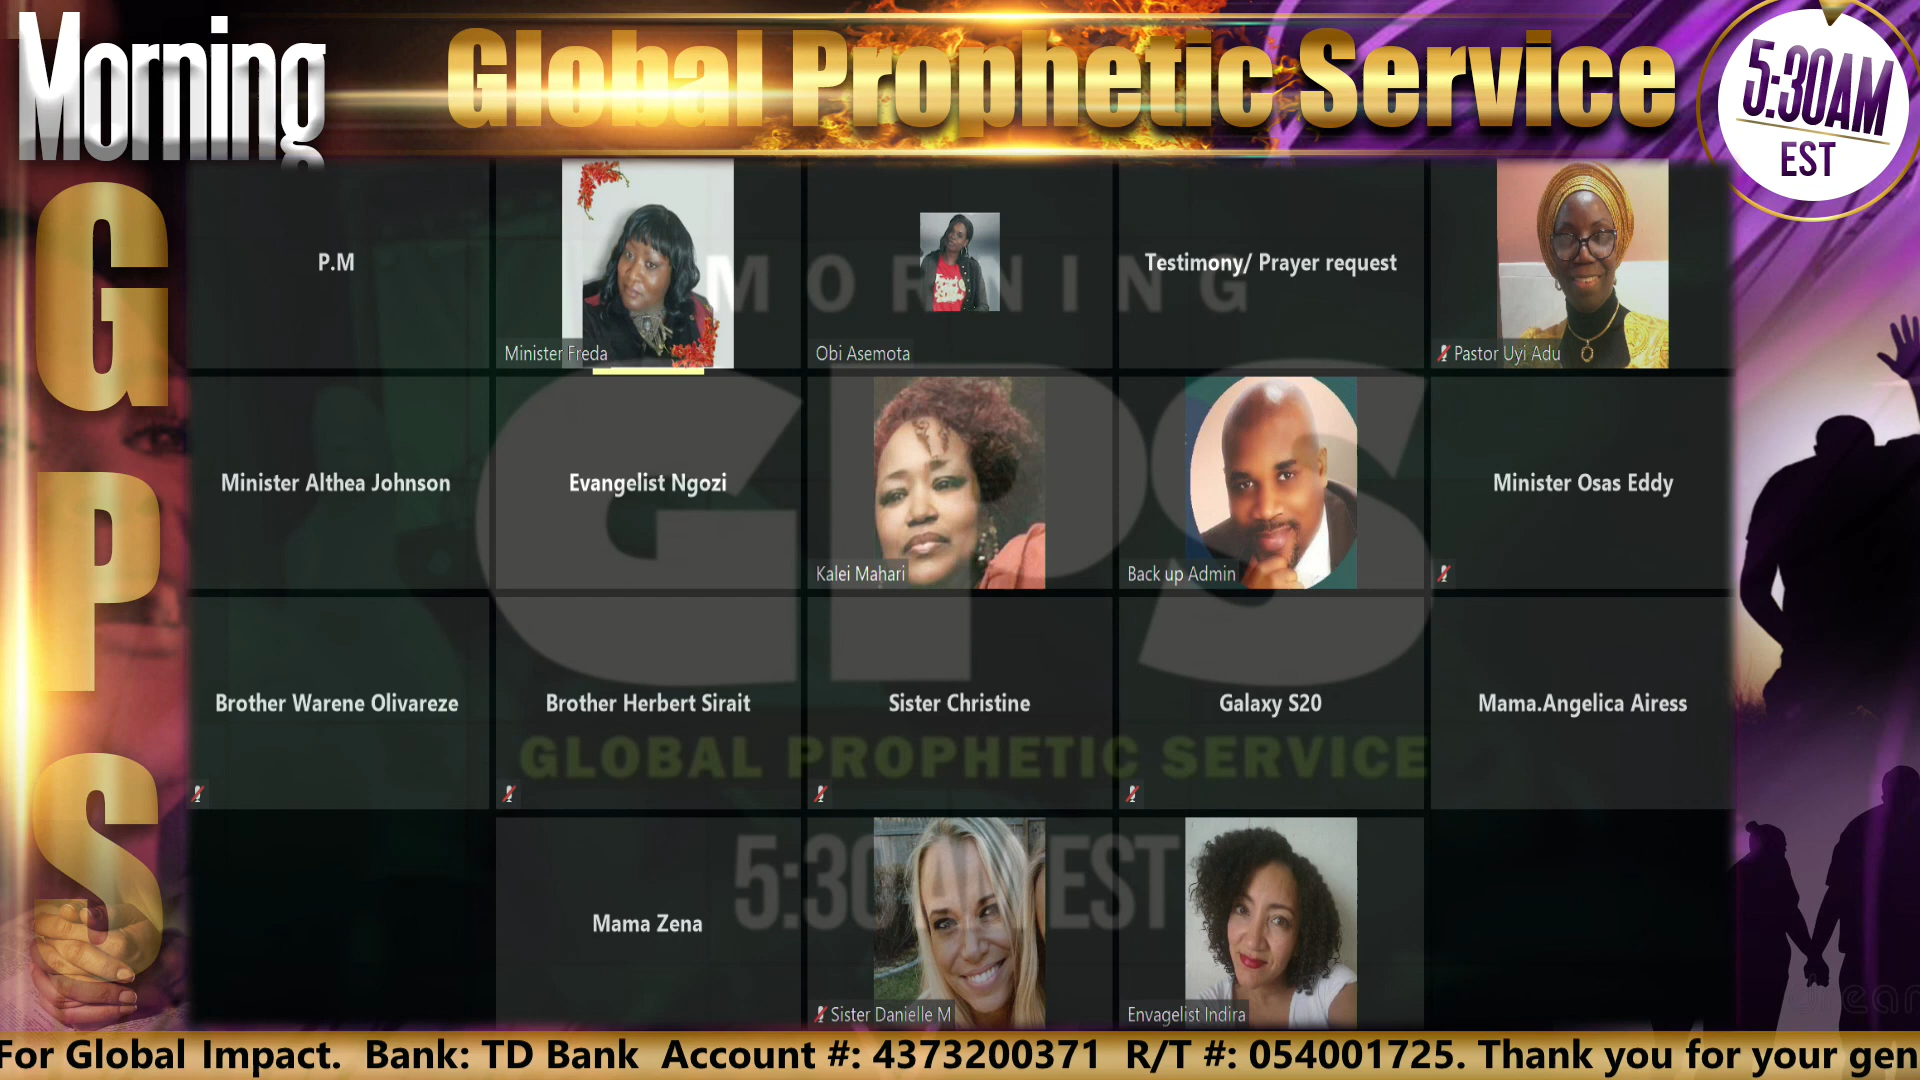 Morning
Global Prophetic Service
5:30AM
EST
G
P
S
MORNING
GPS
GLOBAL PROPHETIC SERVICE
5:30AM EST
P.M
Minister Freda
Obi Asemota
Testimony/ Prayer request
Pastor Uyi Adu
Minister Althea Johnson
Evangelist Ngozi
Kalei Mahari
Back up Admin
Minister Osas Eddy
Brother Warene Olivareze
Brother Herbert Sirait
Sister Christine
Galaxy S20
Mama.Angelica Airess
Mama Zena
Sister Danielle M
Envagelist Indira
For Global Impact. Bank: TD Bank Account #: 4373200371 R/T #: 054001725. Thank you for your gen